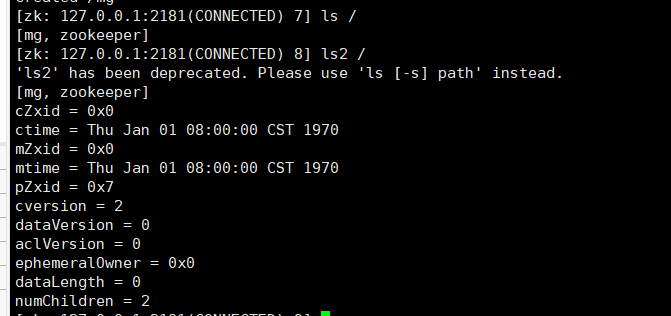 [zk: 127.0.0.1:2181(CONNECTED) 7] ls /
[mg, zookeeper]
[zk: 127.0.0.1:2181(CONNECTED) 8] ls2 /
'ls2' has been deprecated. Please use 'ls [-s] path' instead.
[mg, zookeeper]
cZxid = 0x0
ctime = Thu Jan 01 08:00:00 CST 1970
mZxid = 0x0
mtime = Thu Jan 01 08:00:00 CST 1970
pZxid = 0x7
cversion = 2
dataVersion = 0
aclVersion = 0
ephemeralOwner = 0x0
dataLength = 0
numChildren = 2